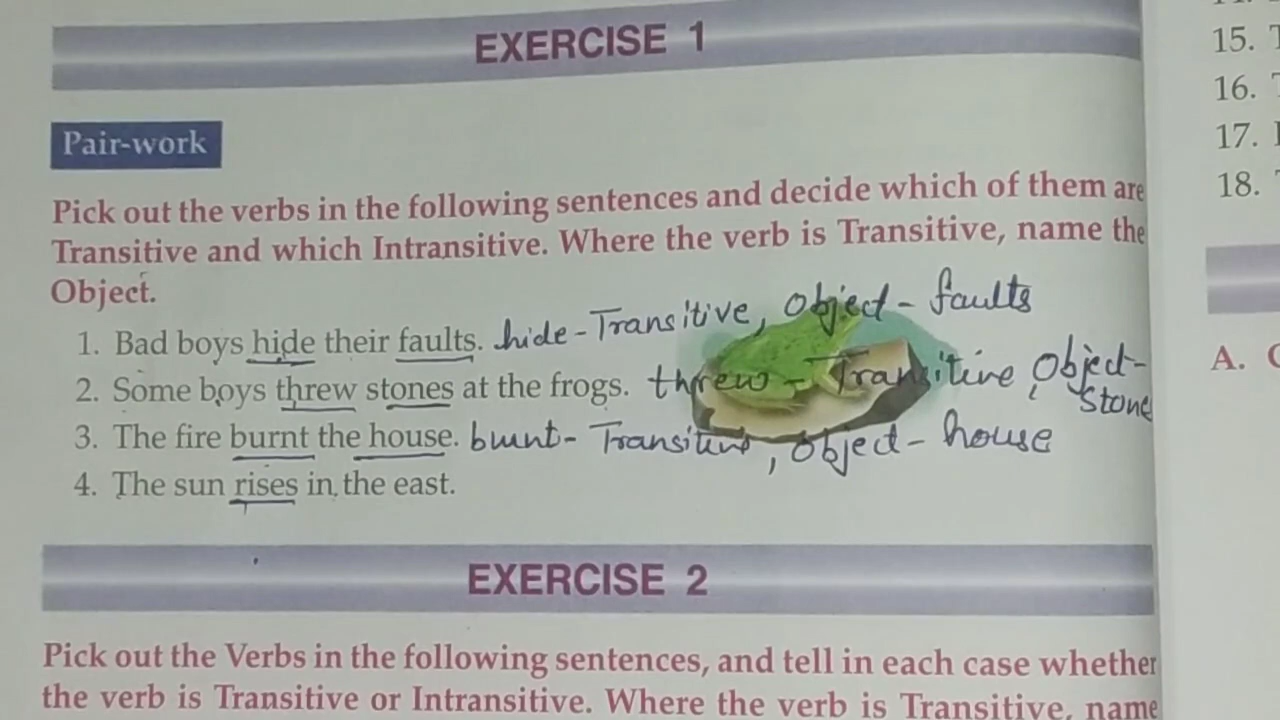 EXERCISE 1
15.
16.
17.
18.
Pair-work
Pick out the verbs in the following sentences and decide which of them are
Transitive and which Intransitive. Where the verb is Transitive, name the
Object.
1. Bad boys hide their faults. hide - Transitive, Object - faults
2. Some boys threw stones at the frogs. threw - Transitive, Object - Stone
3. The fire burnt the house. burnt - Transitive, Object - house
4. The sun rises in the east.
A.
EXERCISE 2
Pick out the Verbs in the following sentences, and tell in each case whether
the verb is Transitive or Intransitive. Where the verb is Transitive, name